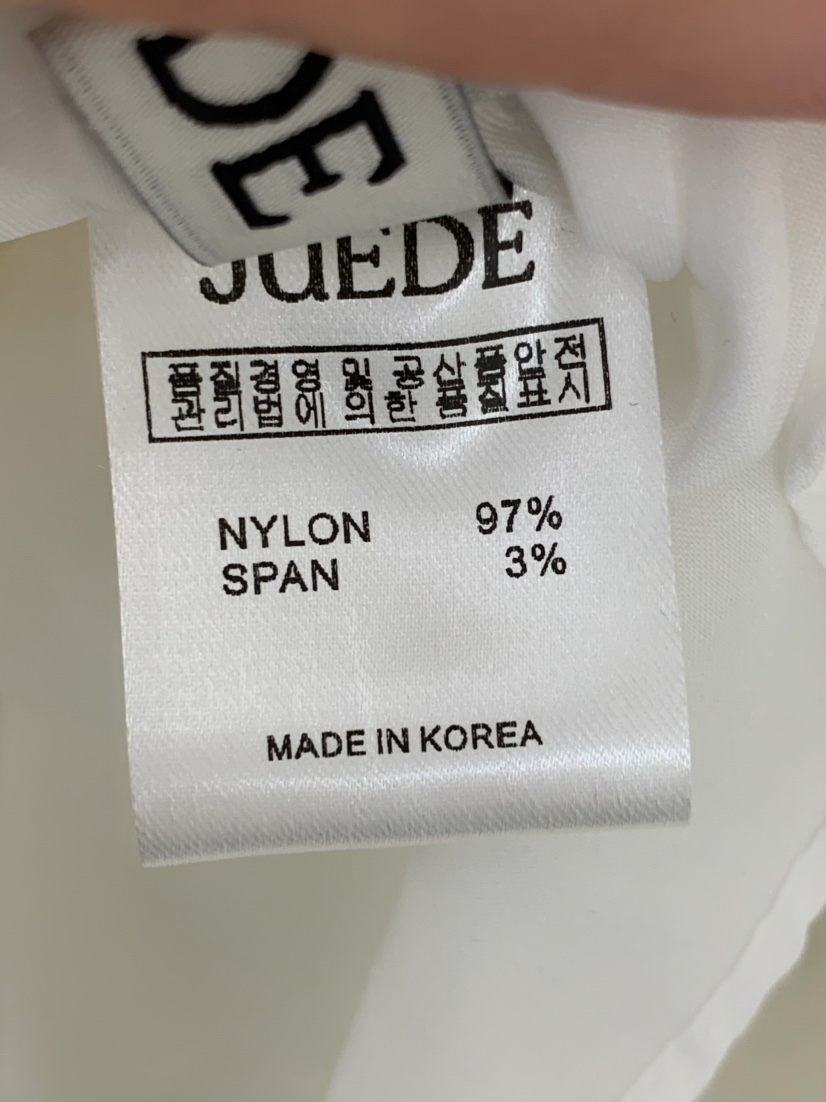 DE
JUEDE
품질경영 및 공산품안전
관리법에 의한 품질표시
NYLON 97%
SPAN 3%
MADE IN KOREA